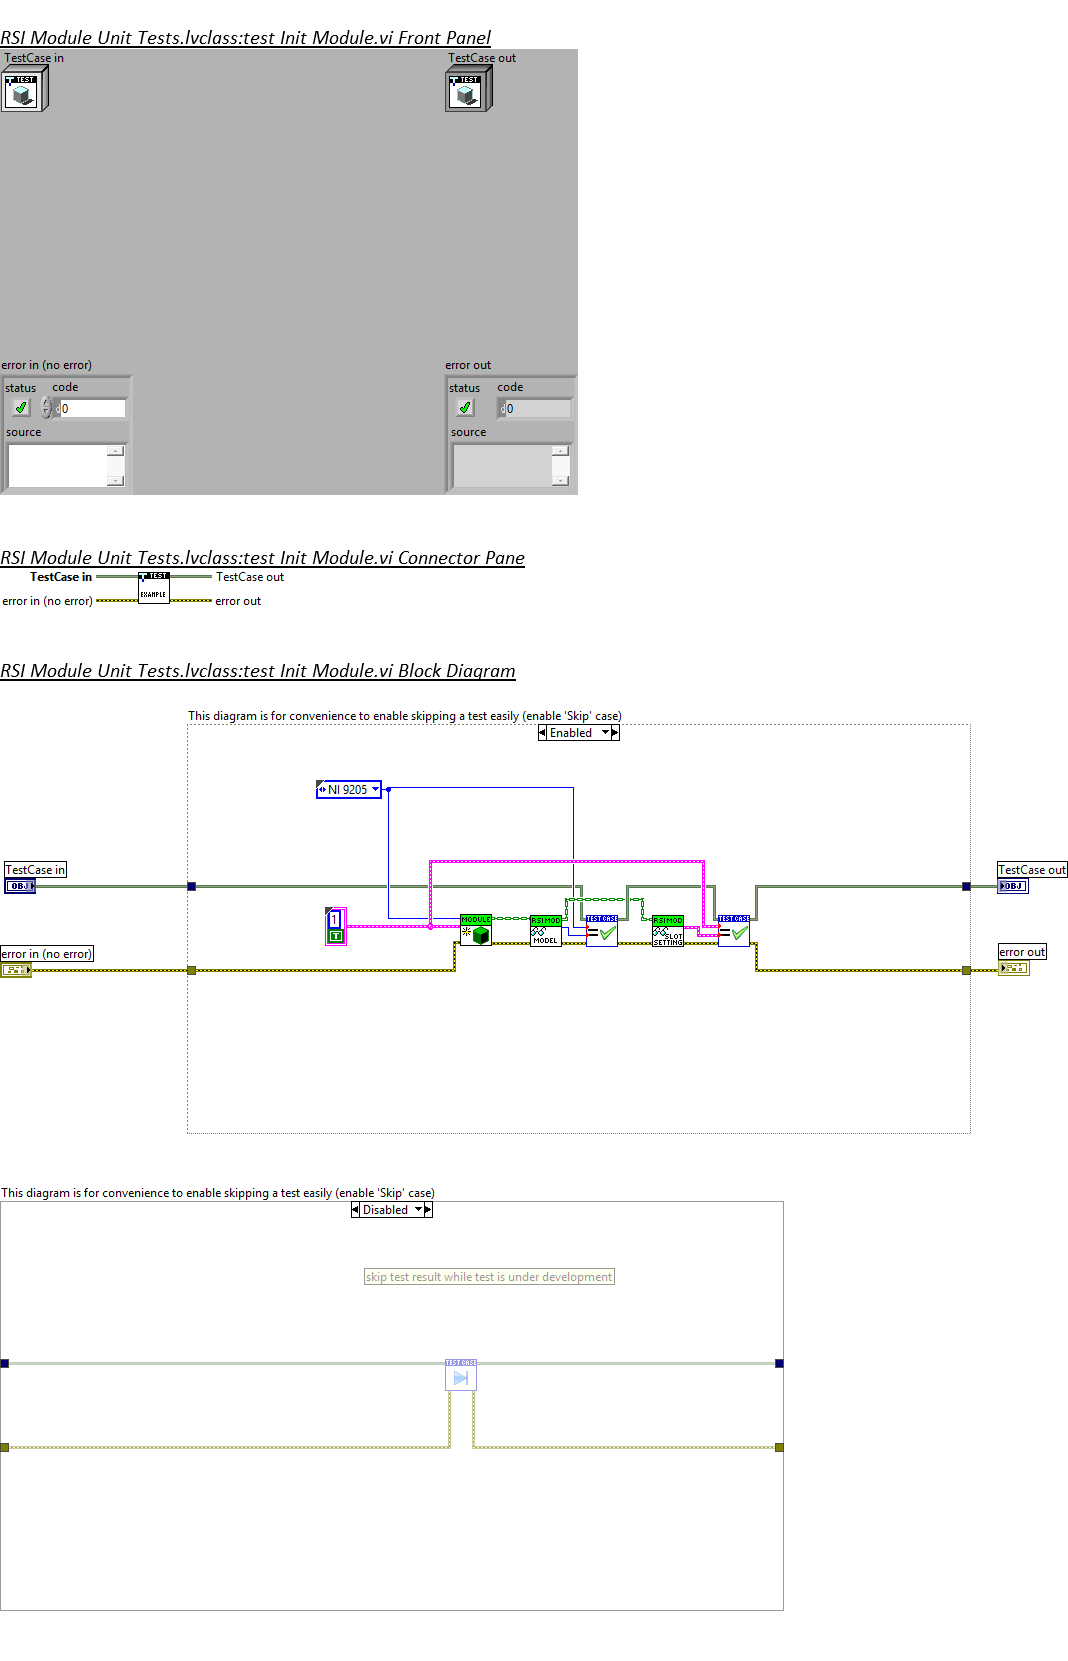 RSI Module Unit Tests.lvclass:test Init Module.vi Front Panel
TestCase in
TestCase out
TEST
TEST
error in (no error)
error out
status code
status code
d0
d0
source
source
RSI Module Unit Tests.lvclass:test Init Module.vi Connector Pane
TestCase in
TEST
EXAMPLE
TestCase out
error in (no error)
error out
RSI Module Unit Tests.lvclass:test Init Module.vi Block Diagram
This diagram is for convenience to enable skipping a test easily (enable 'Skip' case)
Enabled
NI 9205
TestCase in
OBJ
TestCase out
OBJ
1
T
MODULE
RSI MOD
MODEL
TEST CASE
=
RSI MOD
SLOT
SETTING
TEST CASE
=
error in (no error)
error out
This diagram is for convenience to enable skipping a test easily (enable 'Skip' case)
Disabled
skip test result while test is under development
TEST CASE